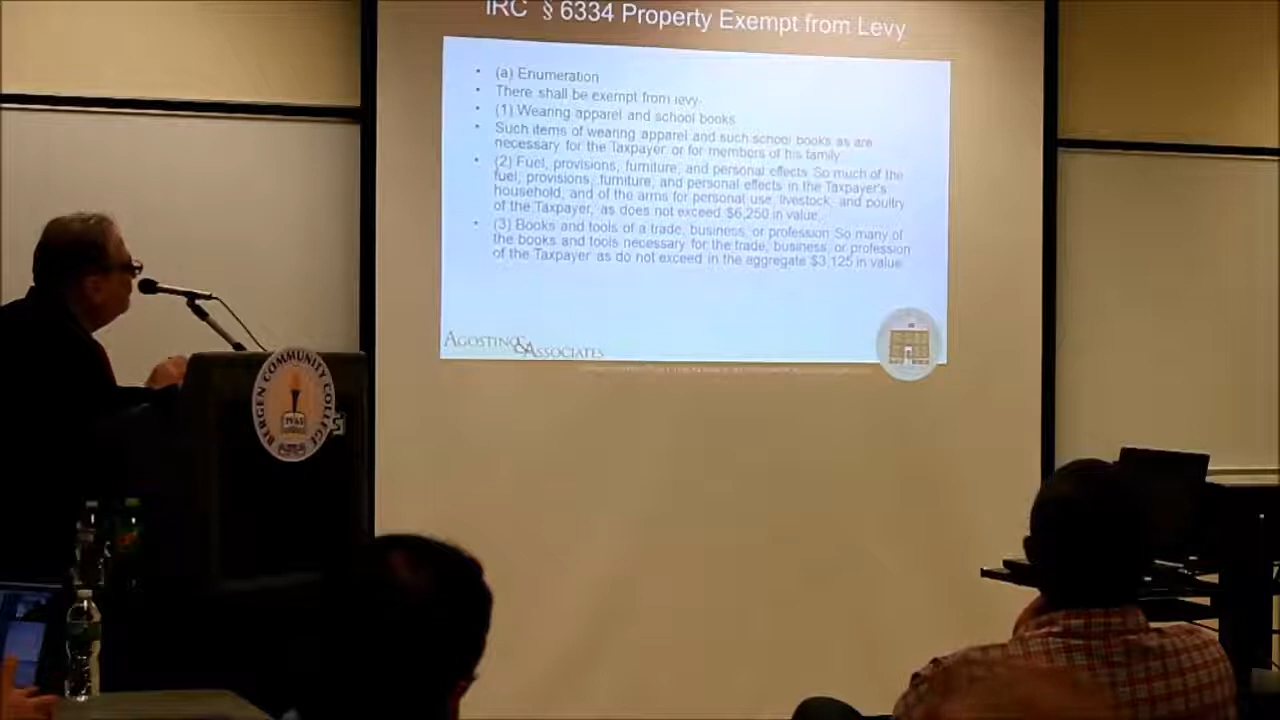 IRC § 6334 Property Exempt from Levy
• (a) Enumeration
• There shall be exempt from levy-
• (1) Wearing apparel and school books
• Such items of wearing apparel and such school books as are
necessary for the Taxpayer or for members of his family
• (2) Fuel, provisions, furniture, and personal effects So much of the
fuel, provisions, furniture, and personal effects in the Taxpayer's
household, and of the arms for personal use, livestock, and poultry
of the Taxpayer, as does not exceed $6,250 in value.
• (3) Books and tools of a trade, business, or profession So many of
the books and tools necessary for the trade, business, or profession
of the Taxpayer as do not exceed in the aggregate $3,125 in value.
AGOSTINO & ASSOCIATES
BERGEN COMMUNITY COLLEGE
1965